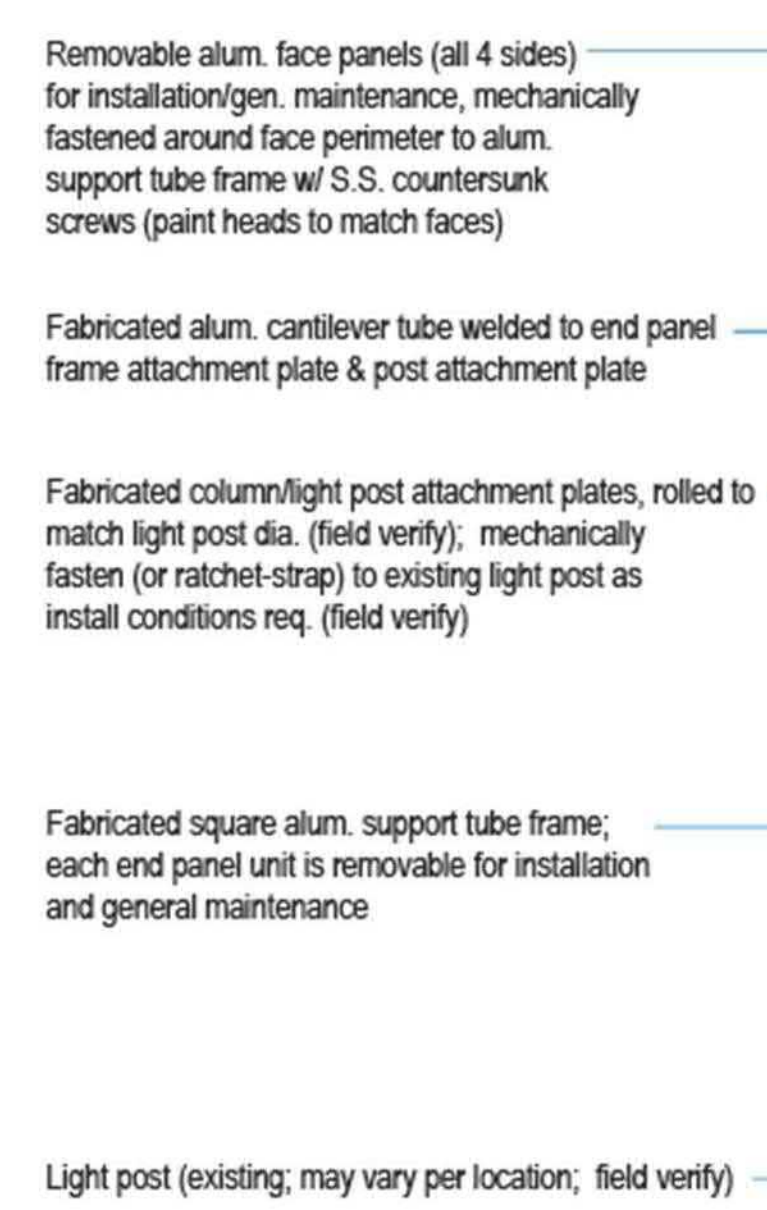 Removable alum. face panels (all 4 sides)
for installation/gen. maintenance, mechanically
fastened around face perimeter to alum.
support tube frame w/ S.S. countersunk
screws (paint heads to match faces)
Fabricated alum. cantilever tube welded to end panel
frame attachment plate & post attachment plate
Fabricated column/light post attachment plates, rolled to
match light post dia. (field verify);  mechanically
fasten (or ratchet-strap) to existing light post as
install conditions req. (field verify)
Fabricated square alum. support tube frame;
each end panel unit is removable for installation
and general maintenance
Light post (existing; may vary per location;  field verify)